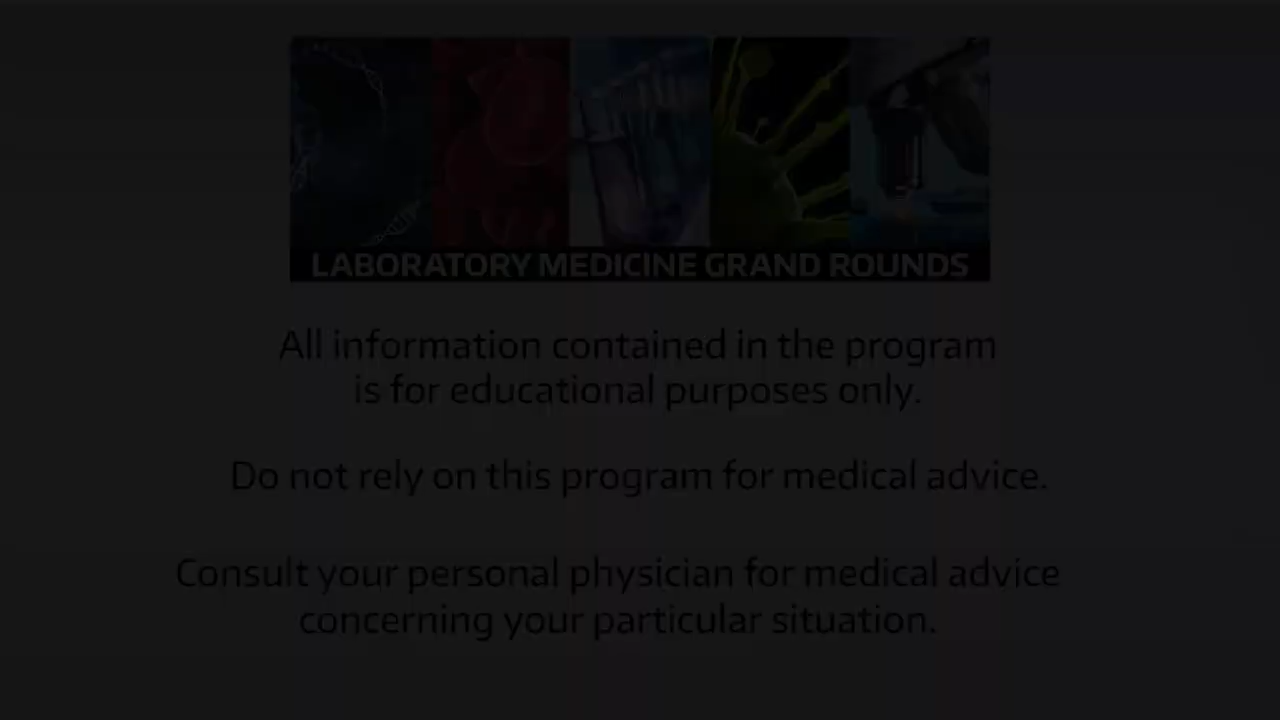 LABORATORY MEDICINE GRAND ROUNDS
All information contained in the program
is for educational purposes only.
Do not rely on this program for medical advice.
Consult your personal physician for medical advice
concerning your particular situation.